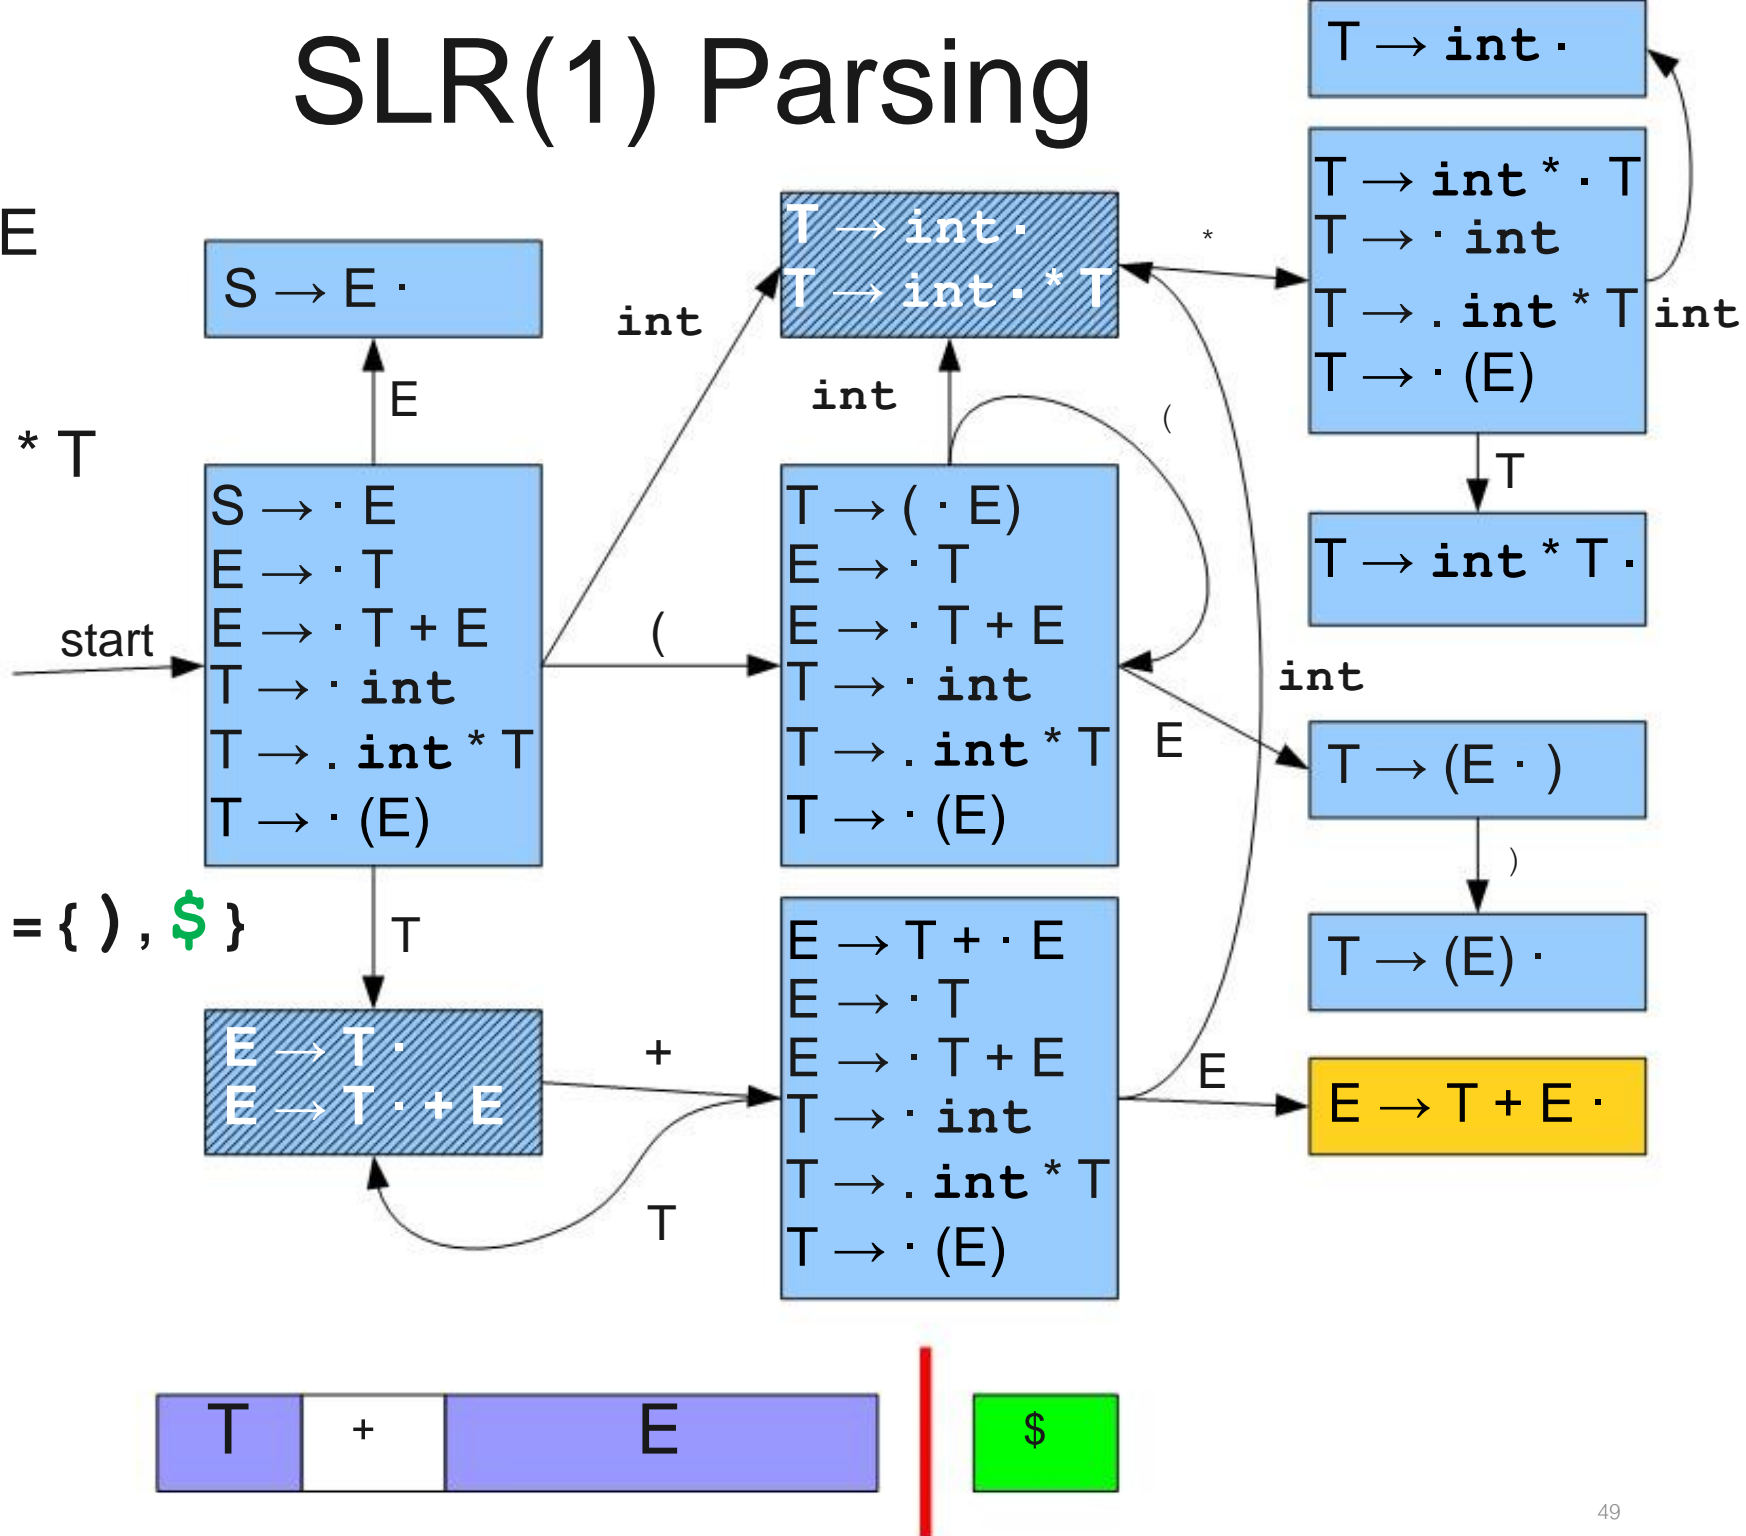 SLR(1) Parsing
E
* T
= { ) , $ }
start
S → E ·
E
S → · E
E → · T
E → · T + E
T → · int
T → . int * T
T → · (E)
T
E → T ·
E → T · + E
int
(
+
T
T → int ·
T → int · * T
int
(
*
T → ( · E)
E → · T
E → · T + E
T → · int
T → . int * T
T → · (E)
E
int
E → T + · E
E → · T
E → · T + E
T → · int
T → . int * T
T → · (E)
E
T → int ·
T → int * · T
T → · int
T → . int * T
T → · (E)
int
T
T → int * T ·
T → (E · )
)
T → (E) ·
E → T + E ·
T + E $
49